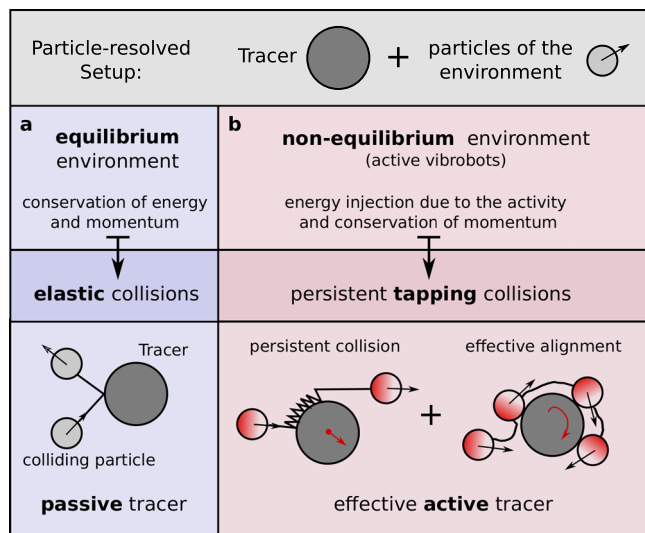 Particle-resolved
Setup:
Tracer + particles of the
environment
a
equilibrium
environment
conservation of energy
and momentum
elastic collisions
Tracer
colliding particle
passive tracer
b
non-equilibrium environment
(active vibrobots)
energy injection due to the activity
and conservation of momentum
persistent tapping collisions
persistent collision
+
effective alignment
effective active tracer